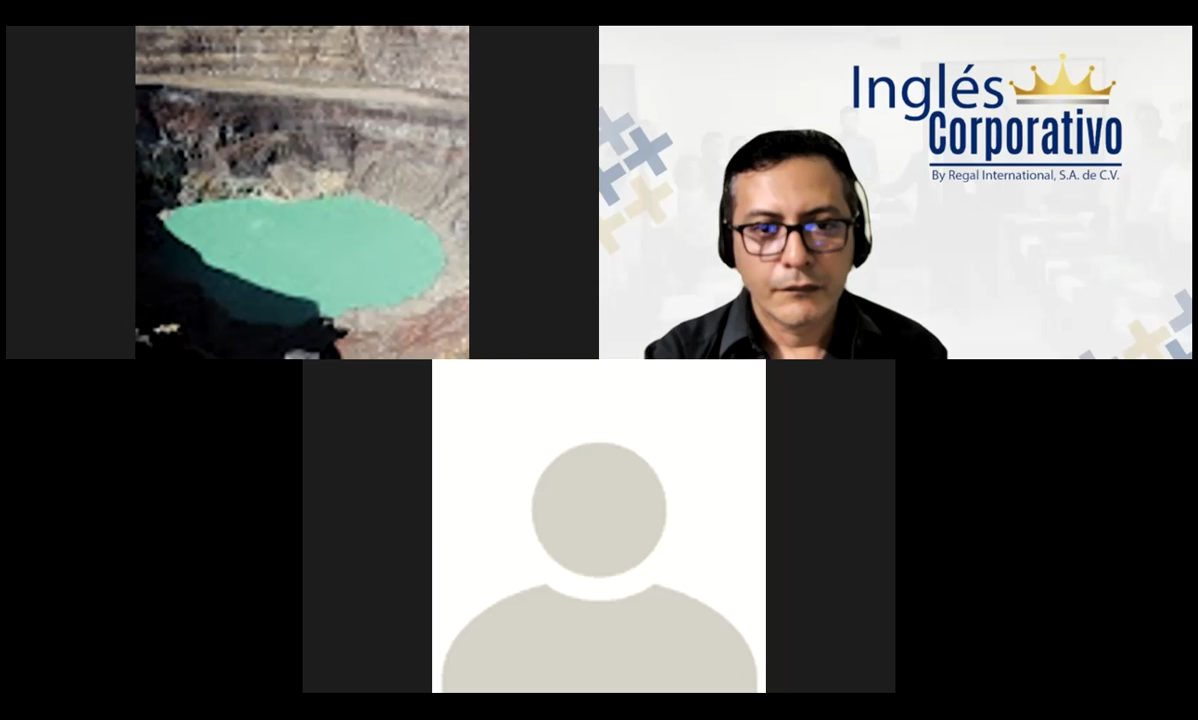 Inglés
Corporativo
By Regal International, S.A. de C.V.